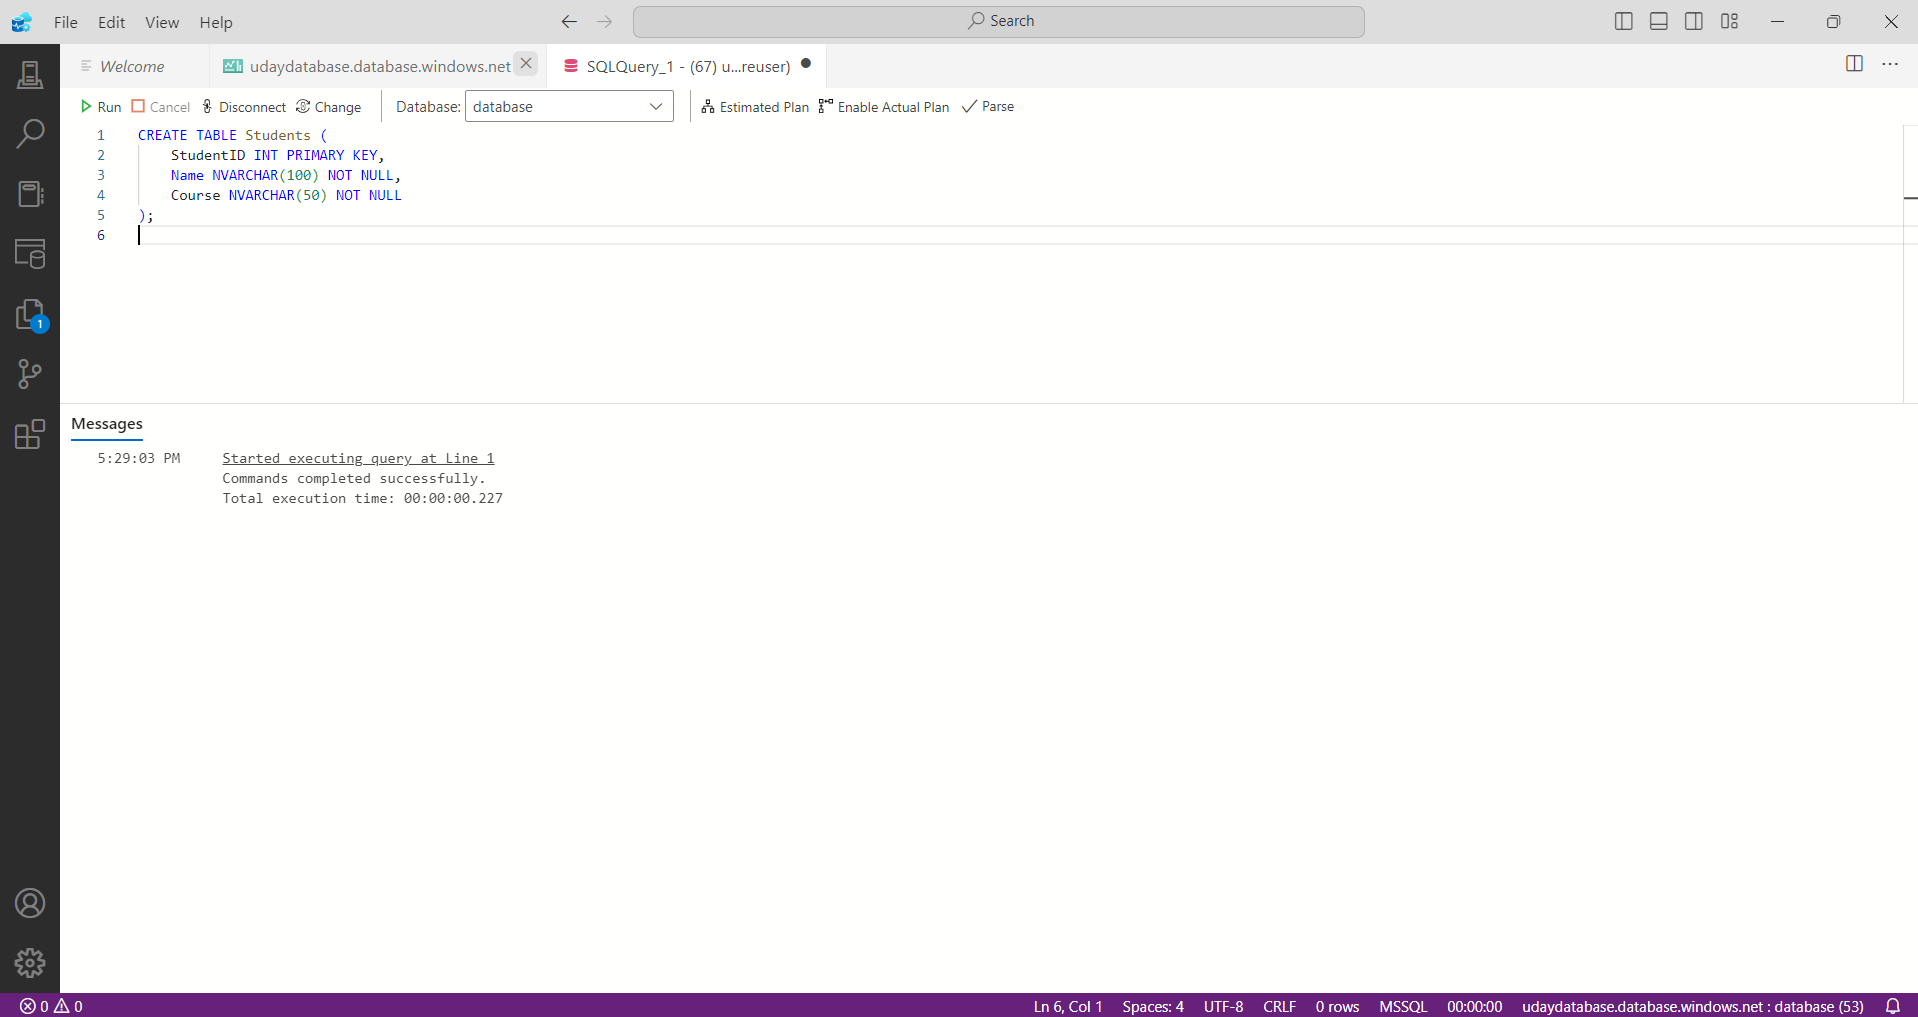 File Edit View Help Search
Welcome udaydatabase.database.windows.net SQLQuery_1 - (67) u...reuser)
Run Cancel Disconnect Change Database: database Estimated Plan Enable Actual Plan Parse
1 CREATE TABLE Students (
2 StudentID INT PRIMARY KEY,
3 Name NVARCHAR(100) NOT NULL,
4 Course NVARCHAR(50) NOT NULL
5 );
6
1
Messages
5:29:03 PM Started executing query at Line 1
Commands completed successfully.
Total execution time: 00:00:00.227
0 0 Ln 6, Col 1 Spaces: 4 UTF-8 CRLF 0 rows MSSQL 00:00:00 udaydatabase.database.windows.net : database (53)